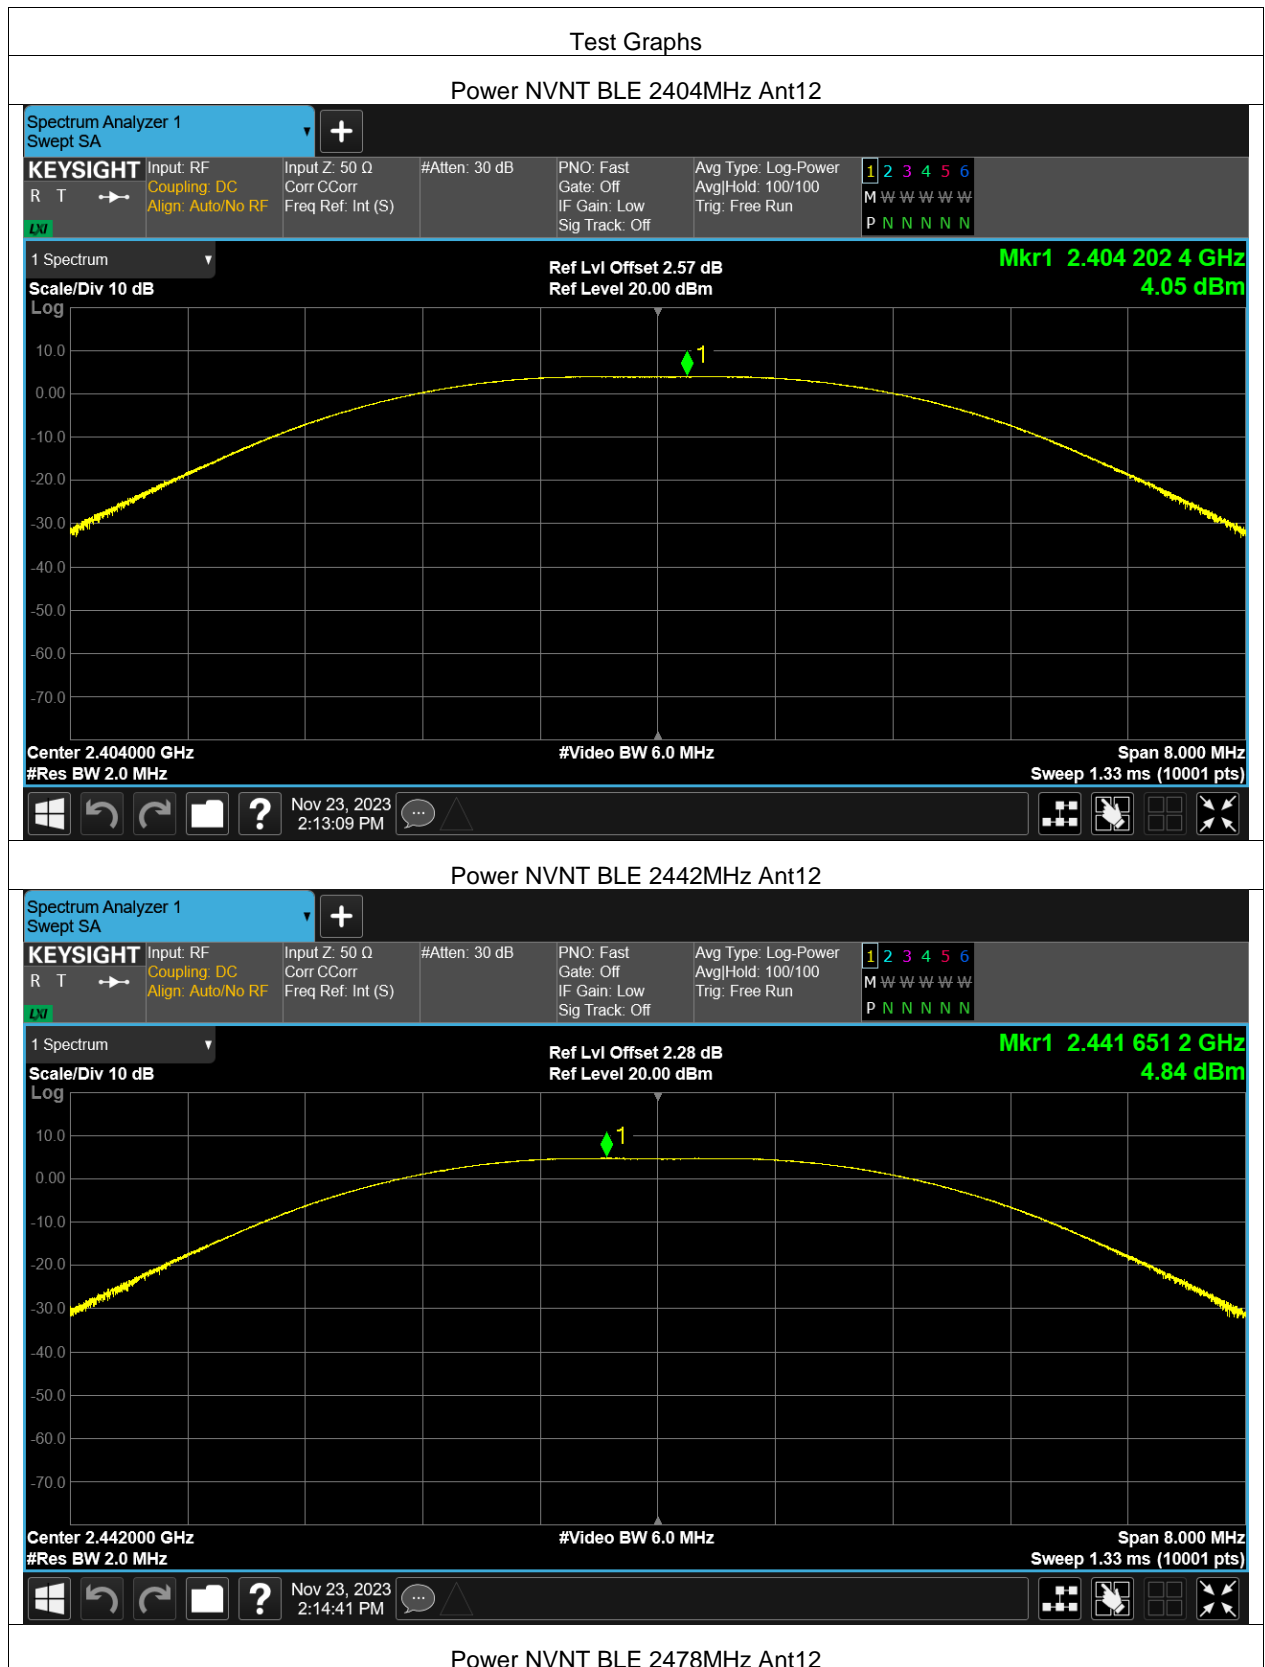 Test Graphs
Power NVNT BLE 2404MHz Ant12
Spectrum Analyzer 1
Swept SA
KEYSIGHT
R T
LXI
Input: RF
Coupling: DC
Align: Auto/No RF
Input Z: 50 Ω
Corr CCorr
Freq Ref: Int (S)
#Atten: 30 dB
PNO: Fast
Gate: Off
IF Gain: Low
Sig Track: Off
Avg Type: Log-Power
Avg|Hold: 100/100
Trig: Free Run
1 2 3 4 5 6
M W W W W W
P N N N N N
1 Spectrum
Scale/Div 10 dB
Ref Lvl Offset 2.57 dB
Ref Level 20.00 dBm
Mkr1 2.404 202 4 GHz
4.05 dBm
Log
1
10.0
0.00
-10.0
-20.0
-30.0
-40.0
-50.0
-60.0
-70.0
Center 2.404000 GHz
#Res BW 2.0 MHz
#Video BW 6.0 MHz
Span 8.000 MHz
Sweep 1.33 ms (10001 pts)
?
Nov 23, 2023
2:13:09 PM
Power NVNT BLE 2442MHz Ant12
Spectrum Analyzer 1
Swept SA
KEYSIGHT
R T
LXI
Input: RF
Coupling: DC
Align: Auto/No RF
Input Z: 50 Ω
Corr CCorr
Freq Ref: Int (S)
#Atten: 30 dB
PNO: Fast
Gate: Off
IF Gain: Low
Sig Track: Off
Avg Type: Log-Power
Avg|Hold: 100/100
Trig: Free Run
1 2 3 4 5 6
M W W W W W
P N N N N N
1 Spectrum
Scale/Div 10 dB
Ref Lvl Offset 2.28 dB
Ref Level 20.00 dBm
Mkr1 2.441 651 2 GHz
4.84 dBm
Log
1
10.0
0.00
-10.0
-20.0
-30.0
-40.0
-50.0
-60.0
-70.0
Center 2.442000 GHz
#Res BW 2.0 MHz
#Video BW 6.0 MHz
Span 8.000 MHz
Sweep 1.33 ms (10001 pts)
?
Nov 23, 2023
2:14:41 PM
Power NVNT BLE 2478MHz Ant12